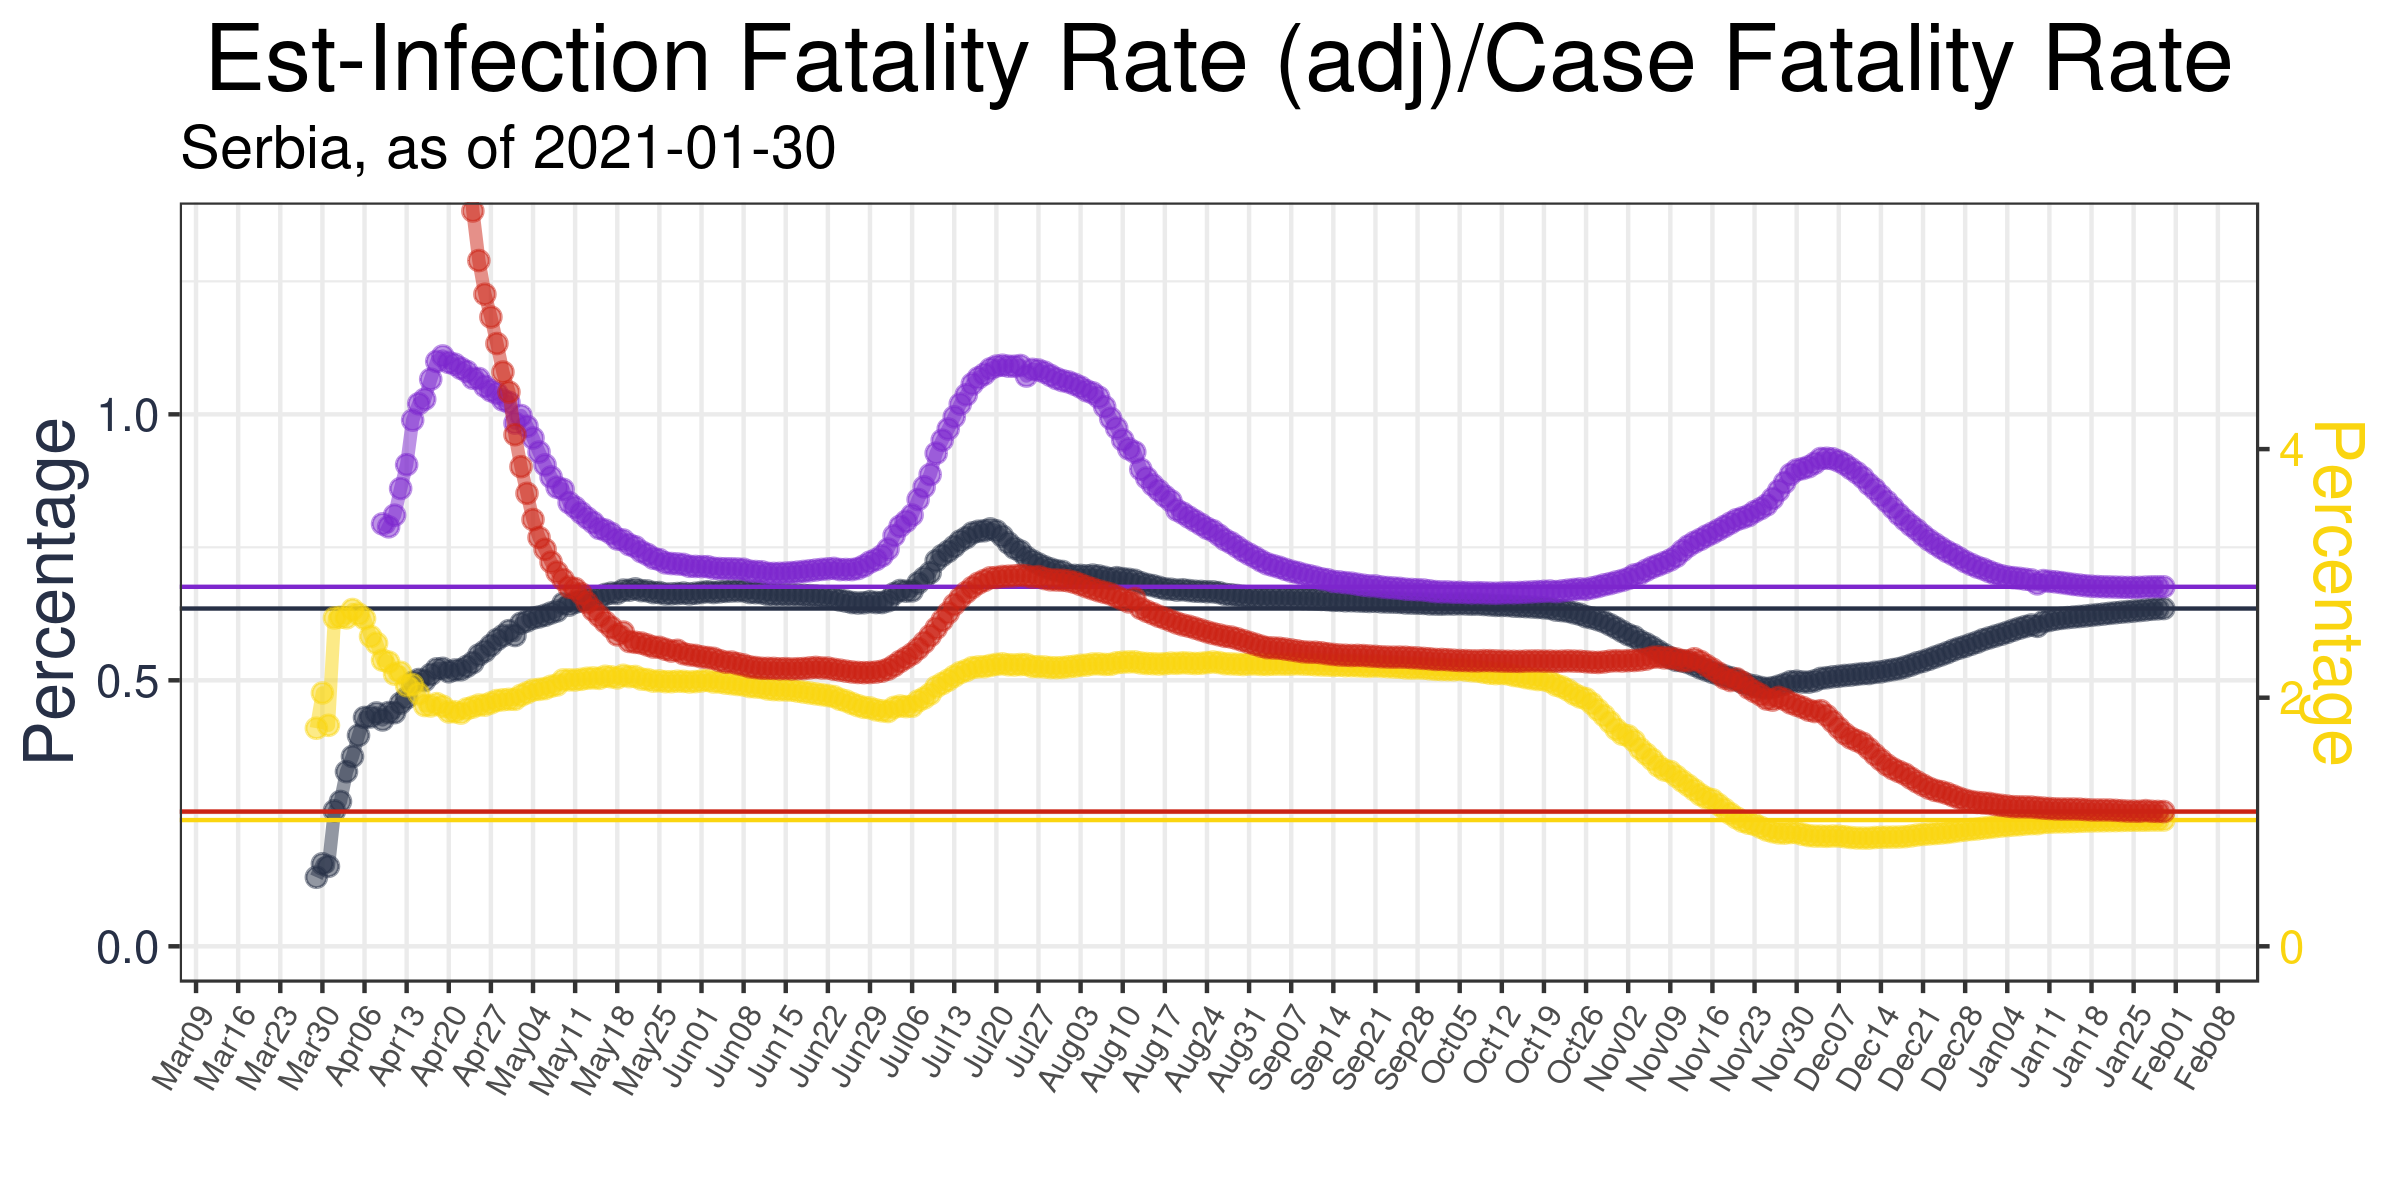 Est-Infection Fatality Rate (adj)/Case Fatality Rate
Serbia, as of 2021-01-30
Percentage
1.0
0.5
0.0
4
2
0
Percentage
Mar09 Mar16 Mar23 Mar30 Apr06 Apr13 Apr20 Apr27 May04 May11 May18 May25 Jun01 Jun08 Jun15 Jun22 Jun29 Jul06 Jul13 Jul20 Jul27 Aug03 Aug10 Aug17 Aug24 Aug31 Sep07 Sep14 Sep21 Sep28 Oct05 Oct12 Oct19 Oct26 Nov02 Nov09 Nov16 Nov23 Nov30 Dec07 Dec14 Dec21 Dec28 Jan04 Jan11 Jan18 Jan25 Feb01 Feb08